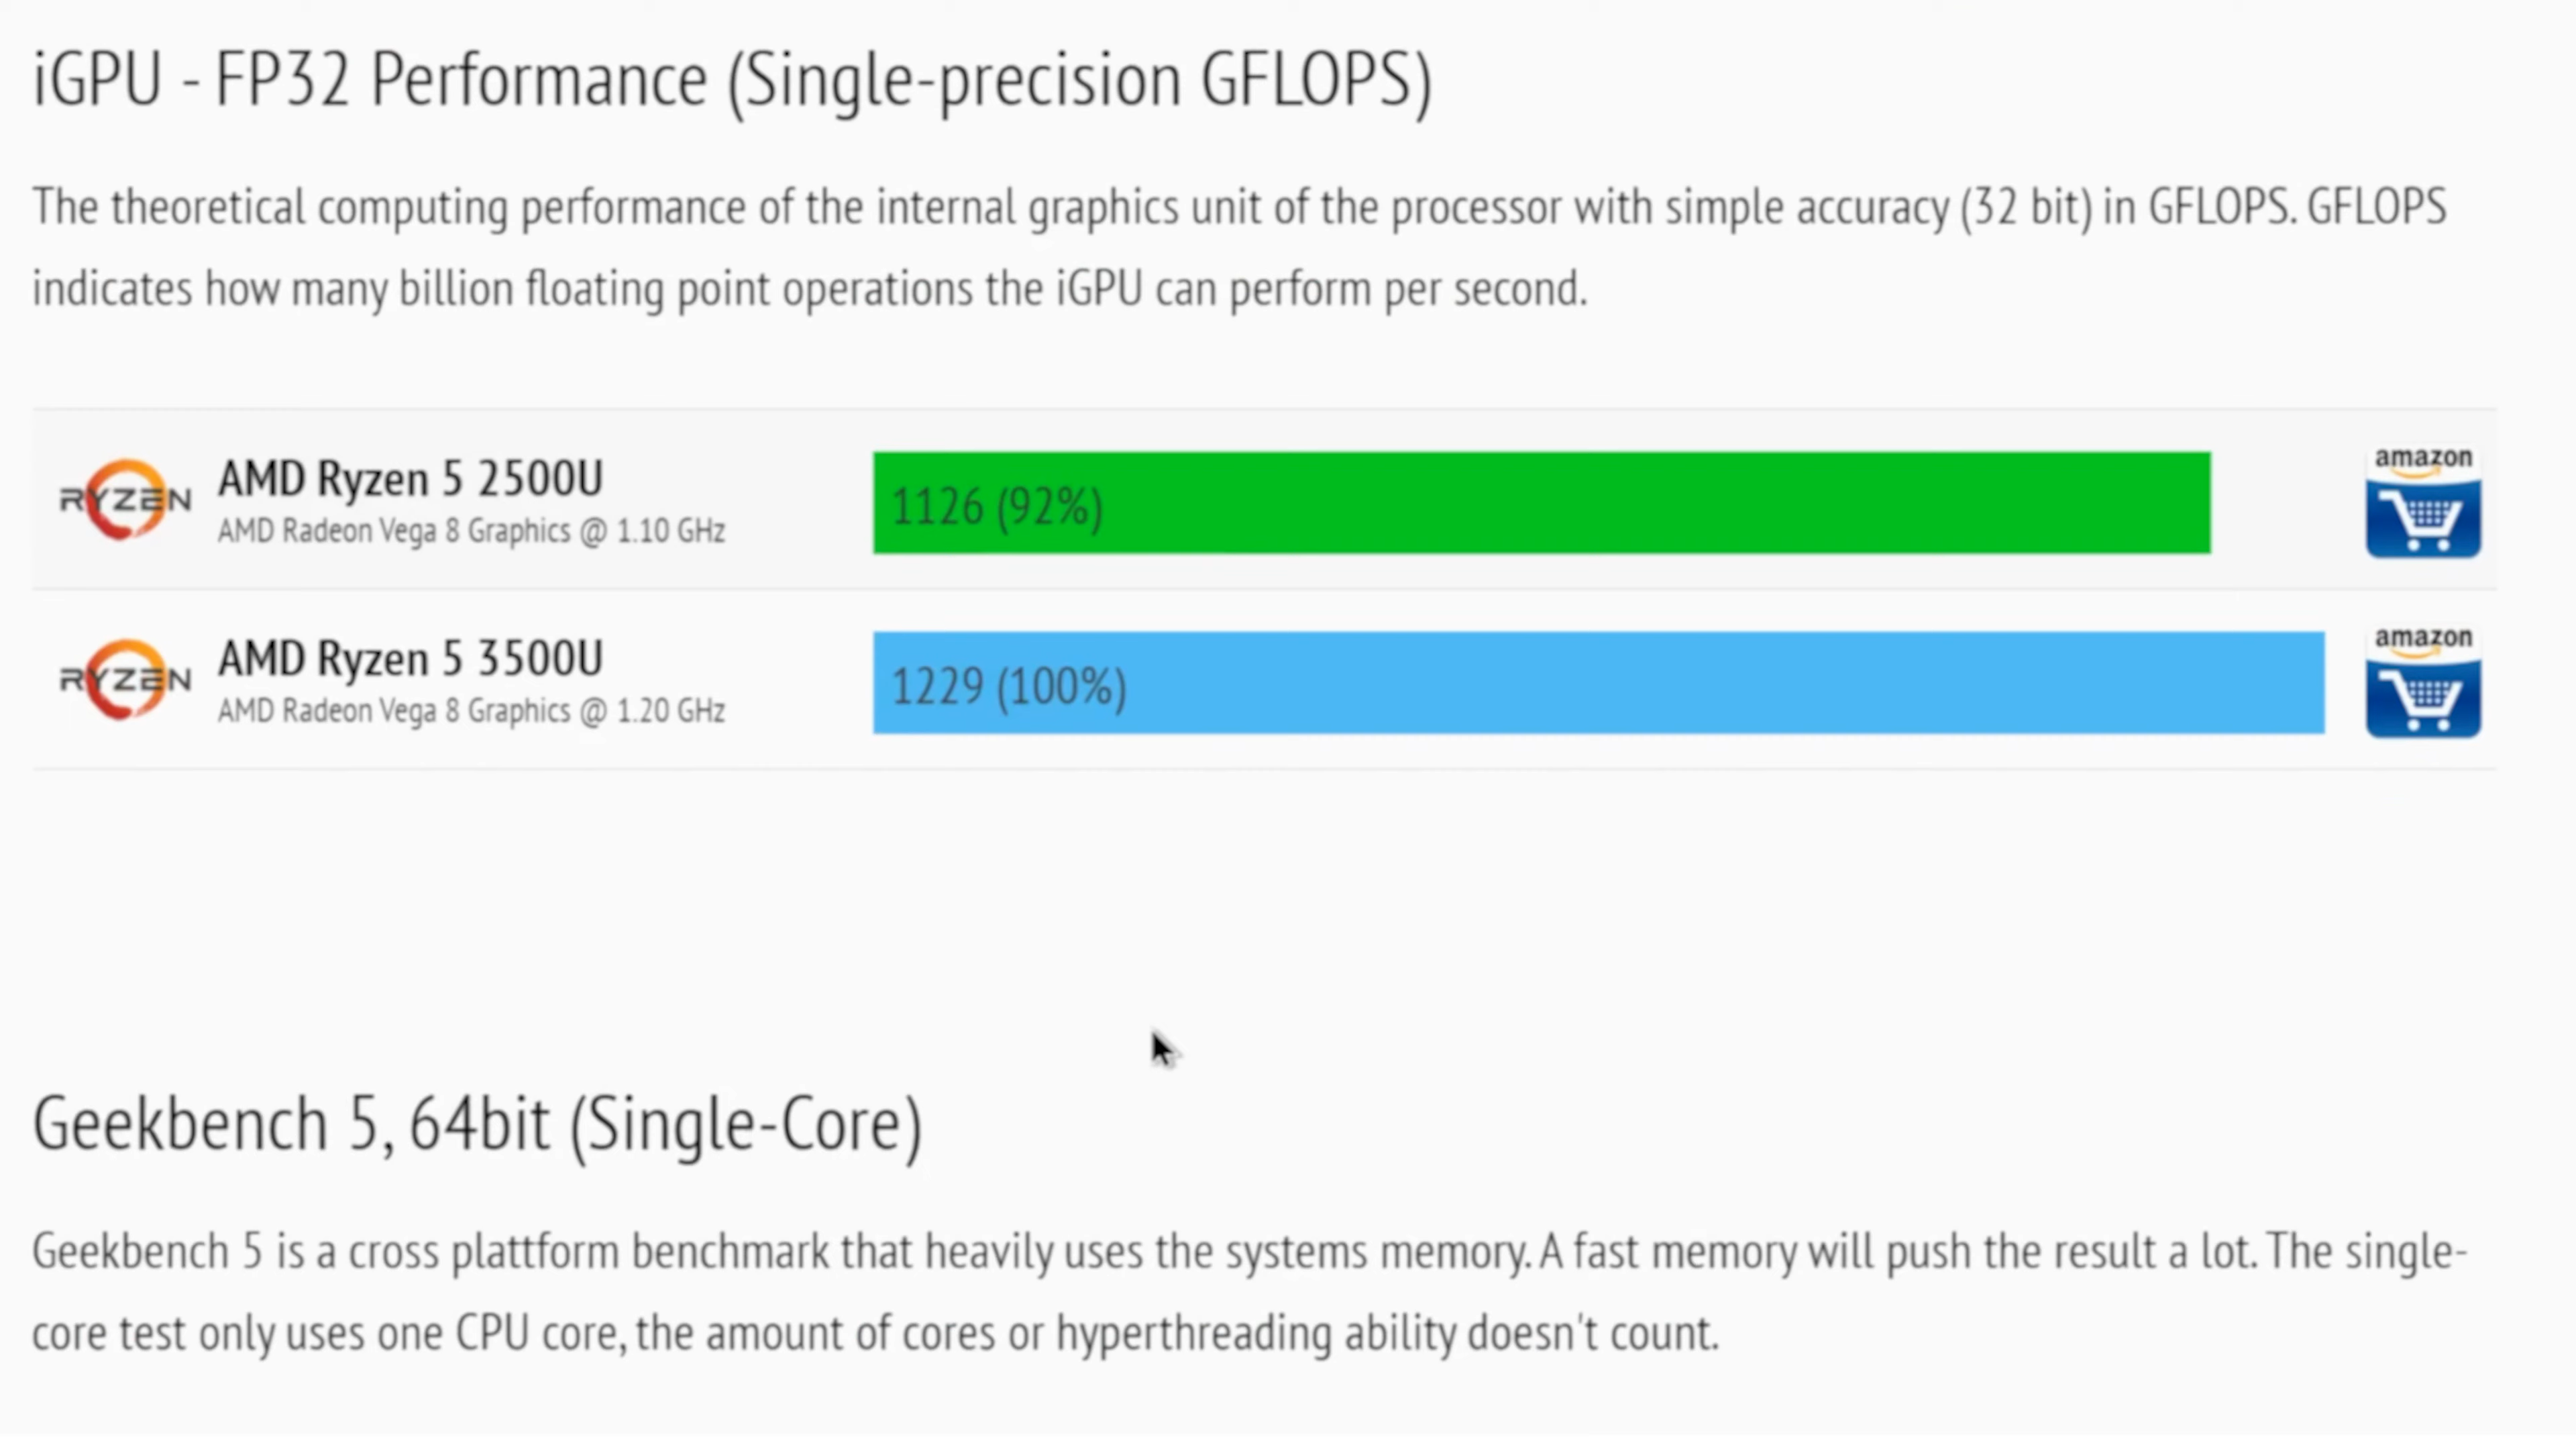 iGPU - FP32 Performance (Single-precision GFLOPS)
The theoretical computing performance of the internal graphics unit of the processor with simple accuracy (32 bit) in GFLOPS. GFLOPS
indicates how many billion floating point operations the iGPU can perform per second.
RYZEN
AMD Ryzen 5 2500U
AMD Radeon Vega 8 Graphics @ 1.10 GHz
1126 (92%)
amazon
RYZEN
AMD Ryzen 5 3500U
AMD Radeon Vega 8 Graphics @ 1.20 GHz
1229 (100%)
amazon
Geekbench 5, 64bit (Single-Core)
Geekbench 5 is a cross plattform benchmark that heavily uses the systems memory. A fast memory will push the result a lot. The single-
core test only uses one CPU core, the amount of cores or hyperthreading ability doesn't count.